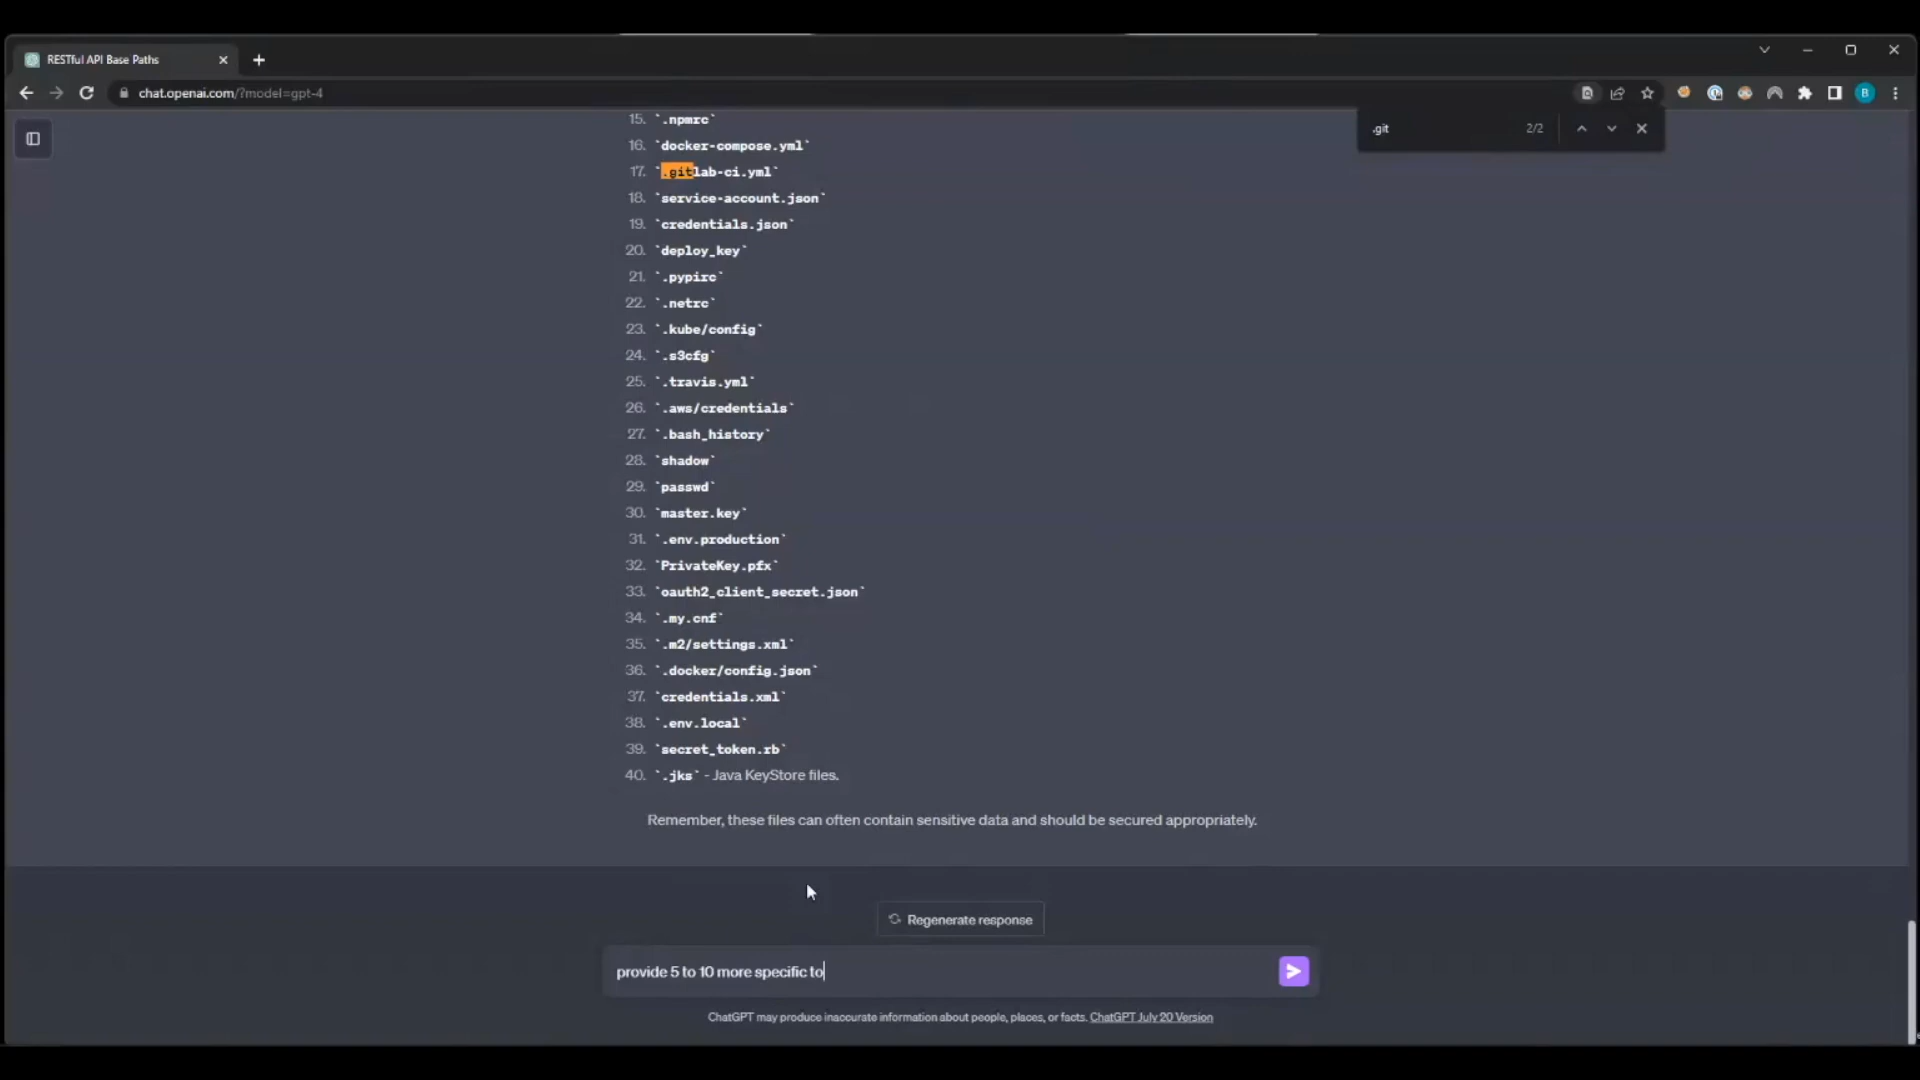 RESTful API Base Paths
chat.openai.com/?model=gpt-4
B
.git 2/2
15. `.npmrc`
16. `docker-compose.yml`
17. `.gitlab-ci.yml`
18. `service-account.json`
19. `credentials.json`
20. `deploy_key`
21. `.pypirc`
22. `.netrc`
23. `.kube/config`
24. `.s3cfg`
25. `.travis.yml`
26. `.aws/credentials`
27. `.bash_history`
28. `shadow`
29. `passwd`
30. `master.key`
31. `.env.production`
32. `PrivateKey.pfx`
33. `oauth2_client_secret.json`
34. `.my.cnf`
35. `.m2/settings.xml`
36. `.docker/config.json`
37. `credentials.xml`
38. `.env.local`
39. `secret_token.rb`
40. `.jks` - Java KeyStore files.
Remember, these files can often contain sensitive data and should be secured appropriately.
Regenerate response
provide 5 to 10 more specific to
ChatGPT may produce inaccurate information about people, places, or facts. ChatGPT July 20 Version